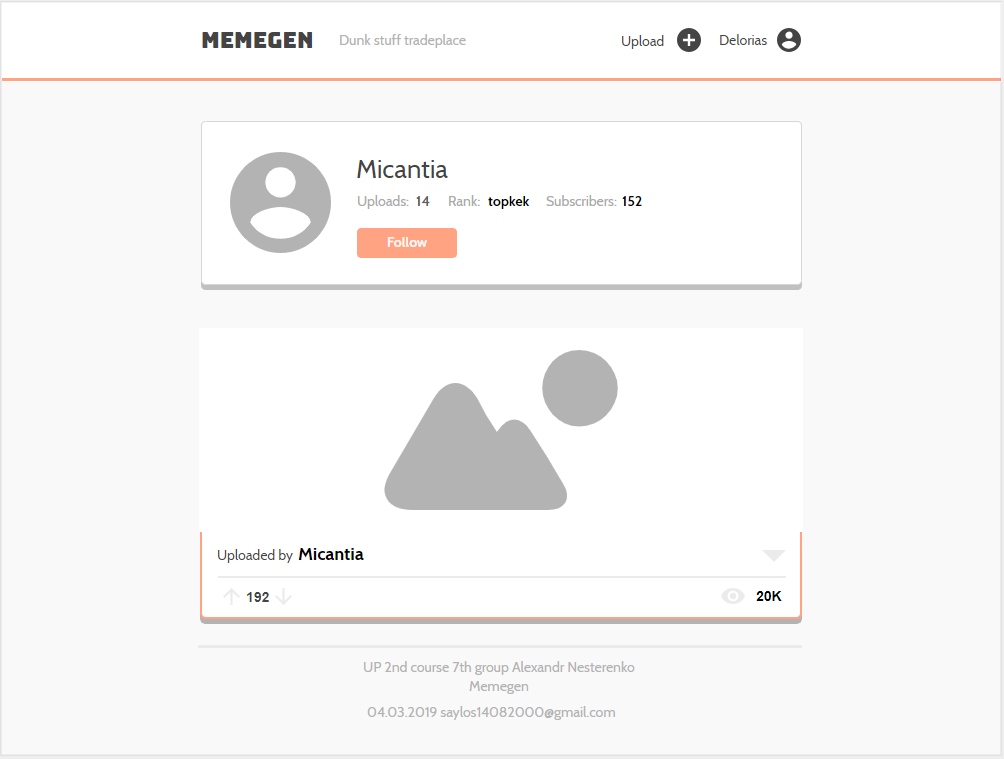 MEMEGEN Dunk stuff tradeplace Upload Delorias
Micantia
Uploads: 14 Rank: topkek Subscribers: 152
Follow
Uploaded by Micantia
192 20K
UP 2nd course 7th group Alexandr Nesterenko
Memegen
04.03.2019 saylos14082000@gmail.com